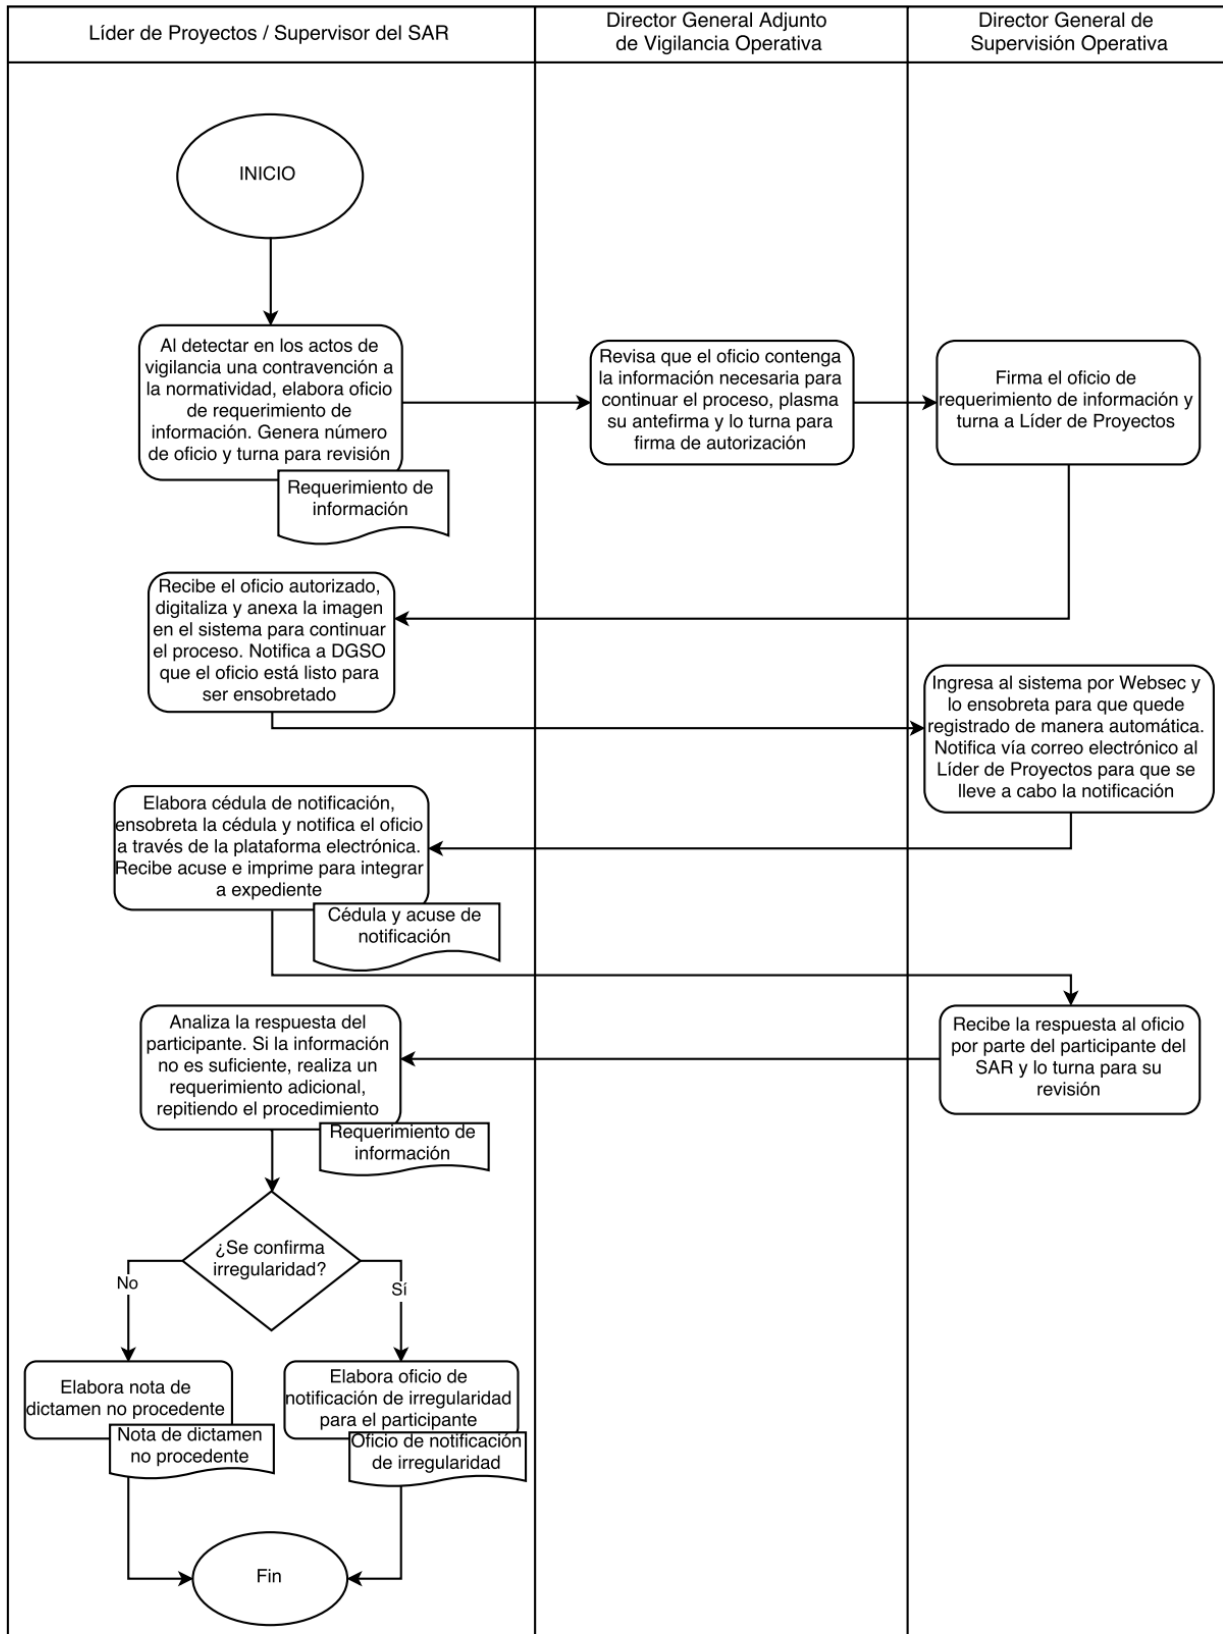 Líder de Proyectos / Supervisor del SAR
Director General Adjunto
de Vigilancia Operativa
Director General de
Supervisión Operativa
INICIO
Al detectar en los actos de
vigilancia una contravención a
la normatividad, elabora oficio
de requerimiento de
información. Genera número
de oficio y turna para revisión
Requerimiento de
información
Revisa que el oficio contenga
la información necesaria para
continuar el proceso, plasma
su antefirma y lo turna para
firma de autorización
Firma el oficio de
requerimiento de información y
turna a Líder de Proyectos
Recibe el oficio autorizado,
digitaliza y anexa la imagen
en el sistema para continuar
el proceso. Notifica a DGSO
que el oficio está listo para
ser ensobretado
Ingresa al sistema por Websec y
lo ensobreta para que quede
registrado de manera automática.
Notifica vía correo electrónico al
Líder de Proyectos para que se
lleve a cabo la notificación
Elabora cédula de notificación,
ensobreta la cédula y notifica el oficio
a través de la plataforma electrónica.
Recibe acuse e imprime para integrar
a expediente
Cédula y acuse de
notificación
Recibe la respuesta al oficio
por parte del participante del
SAR y lo turna para su
revisión
Analiza la respuesta del
participante. Si la información
no es suficiente, realiza un
requerimiento adicional,
repitiendo el procedimiento
Requerimiento de
información
¿Se confirma
irregularidad?
No
Sí
Elabora nota de
dictamen no procedente
Nota de dictamen
no procedente
Elabora oficio de
notificación de irregularidad
para el participante
Oficio de notificación
de irregularidad
Fin